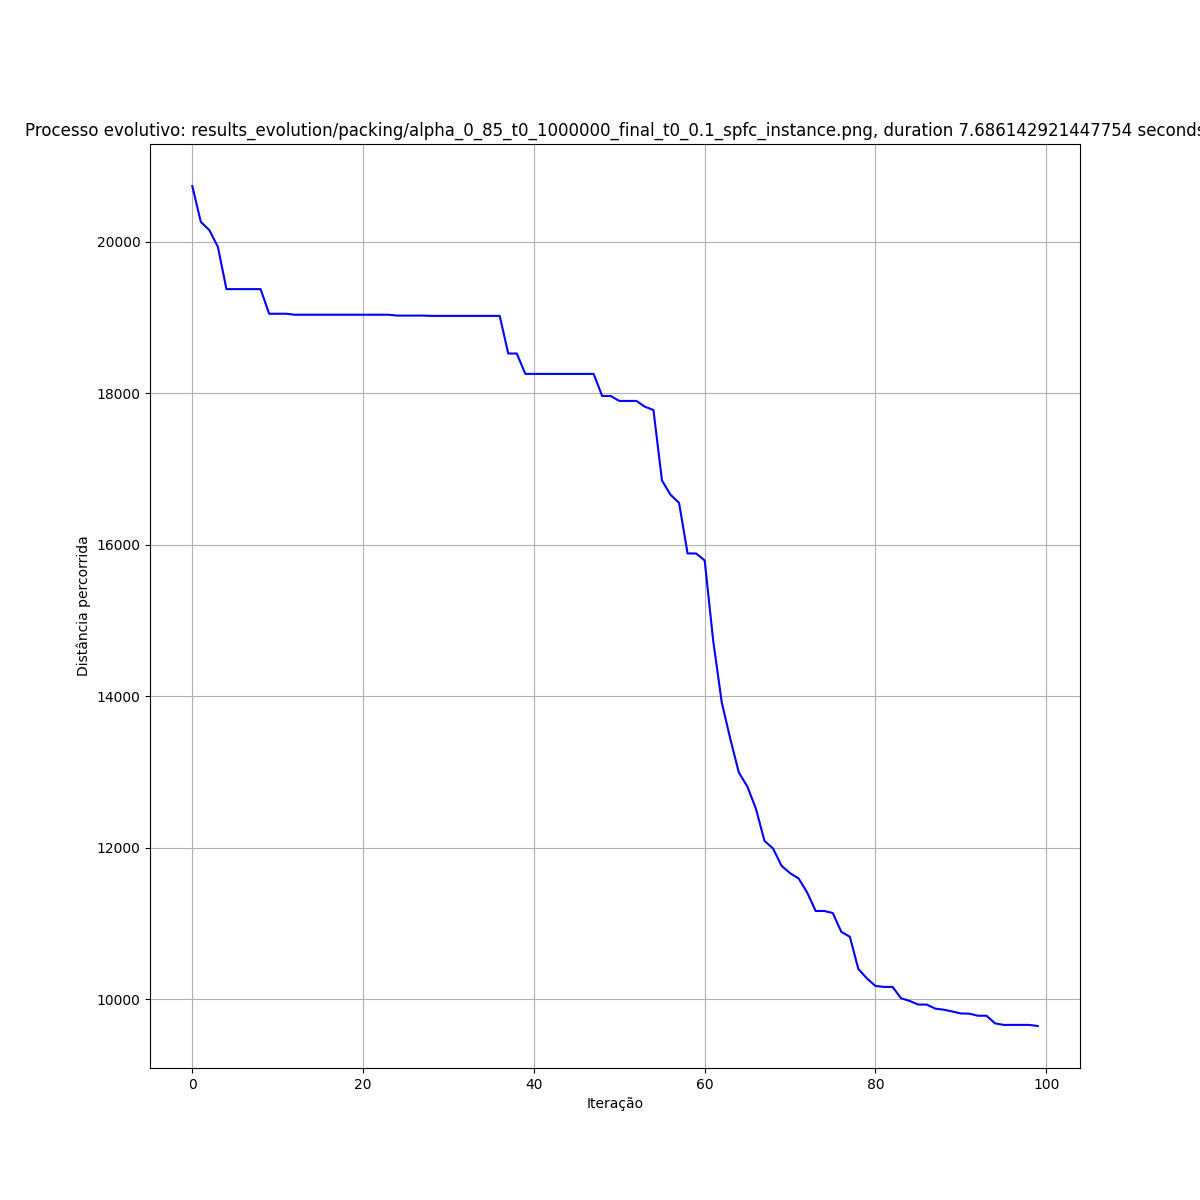 Processo evolutivo: results_evolution/packing/alpha_0_85_t0_1000000_final_t0_0.1_spfc_instance.png, duration 7.686142921447754 seconds
20000
18000
16000
14000
12000
10000
Distância percorrida
0 20 40 60 80 100
Iteração